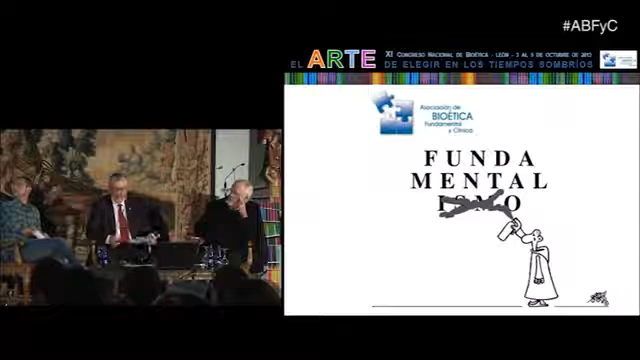 #ABFyC
XI CONGRESO NACIONAL DE BIOÉTICA - LEÓN - 3 AL 5 DE OCTUBRE DE 2013
EL ARTE DE ELEGIR EN LOS TIEMPOS SOMBRÍOS
Asociación de
BIOÉTICA
Fundamental
y Clínica
FUNDA
MENTAL
ISMO